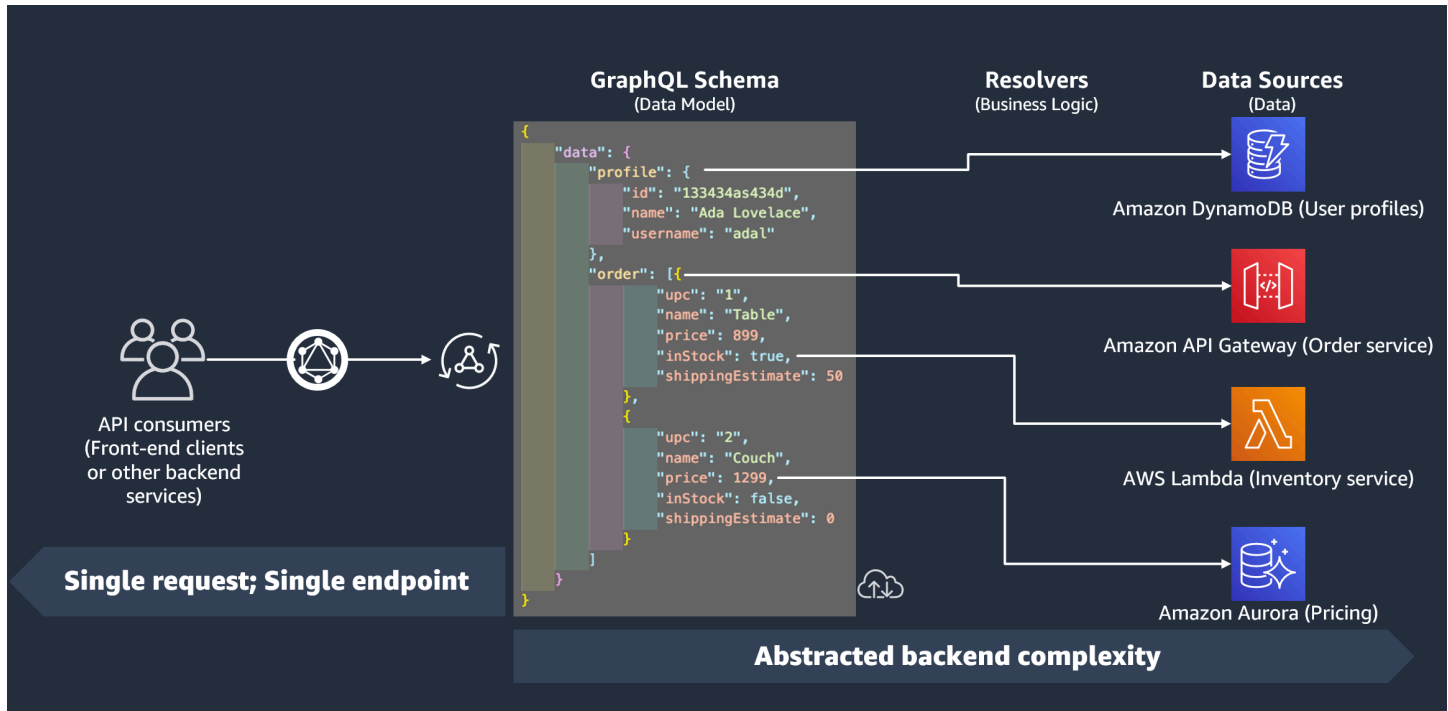 GraphQL Schema
(Data Model)
Resolvers
(Business Logic)
Data Sources
(Data)
{
"data": {
"profile": {
"id": "133434as434d",
"name": "Ada Lovelace",
"username": "adal"
},
"order": [{
"upc": "1",
"name": "Table",
"price": 899,
"inStock": true,
"shippingEstimate": 50
},
{
"upc": "2",
"name": "Couch",
"price": 1299,
"inStock": false,
"shippingEstimate": 0
}
]
}
}
Amazon DynamoDB (User profiles)
</>
Amazon API Gateway (Order service)
AWS Lambda (Inventory service)
Amazon Aurora (Pricing)
API consumers
(Front-end clients
or other backend
services)
Single request; Single endpoint
Abstracted backend complexity